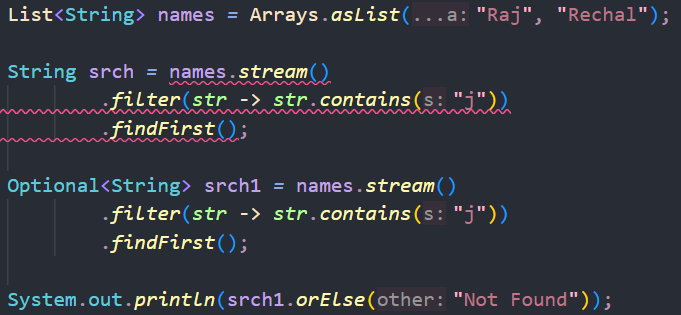 List<String> names = Arrays.asList(...a: "Raj", "Rechal");
String srch = names.stream()
.filter(str -> str.contains(s: "j"))
.findFirst();
Optional<String> srch1 = names.stream()
.filter(str -> str.contains(s: "j"))
.findFirst();
System.out.println(srch1.orElse(other: "Not Found"));